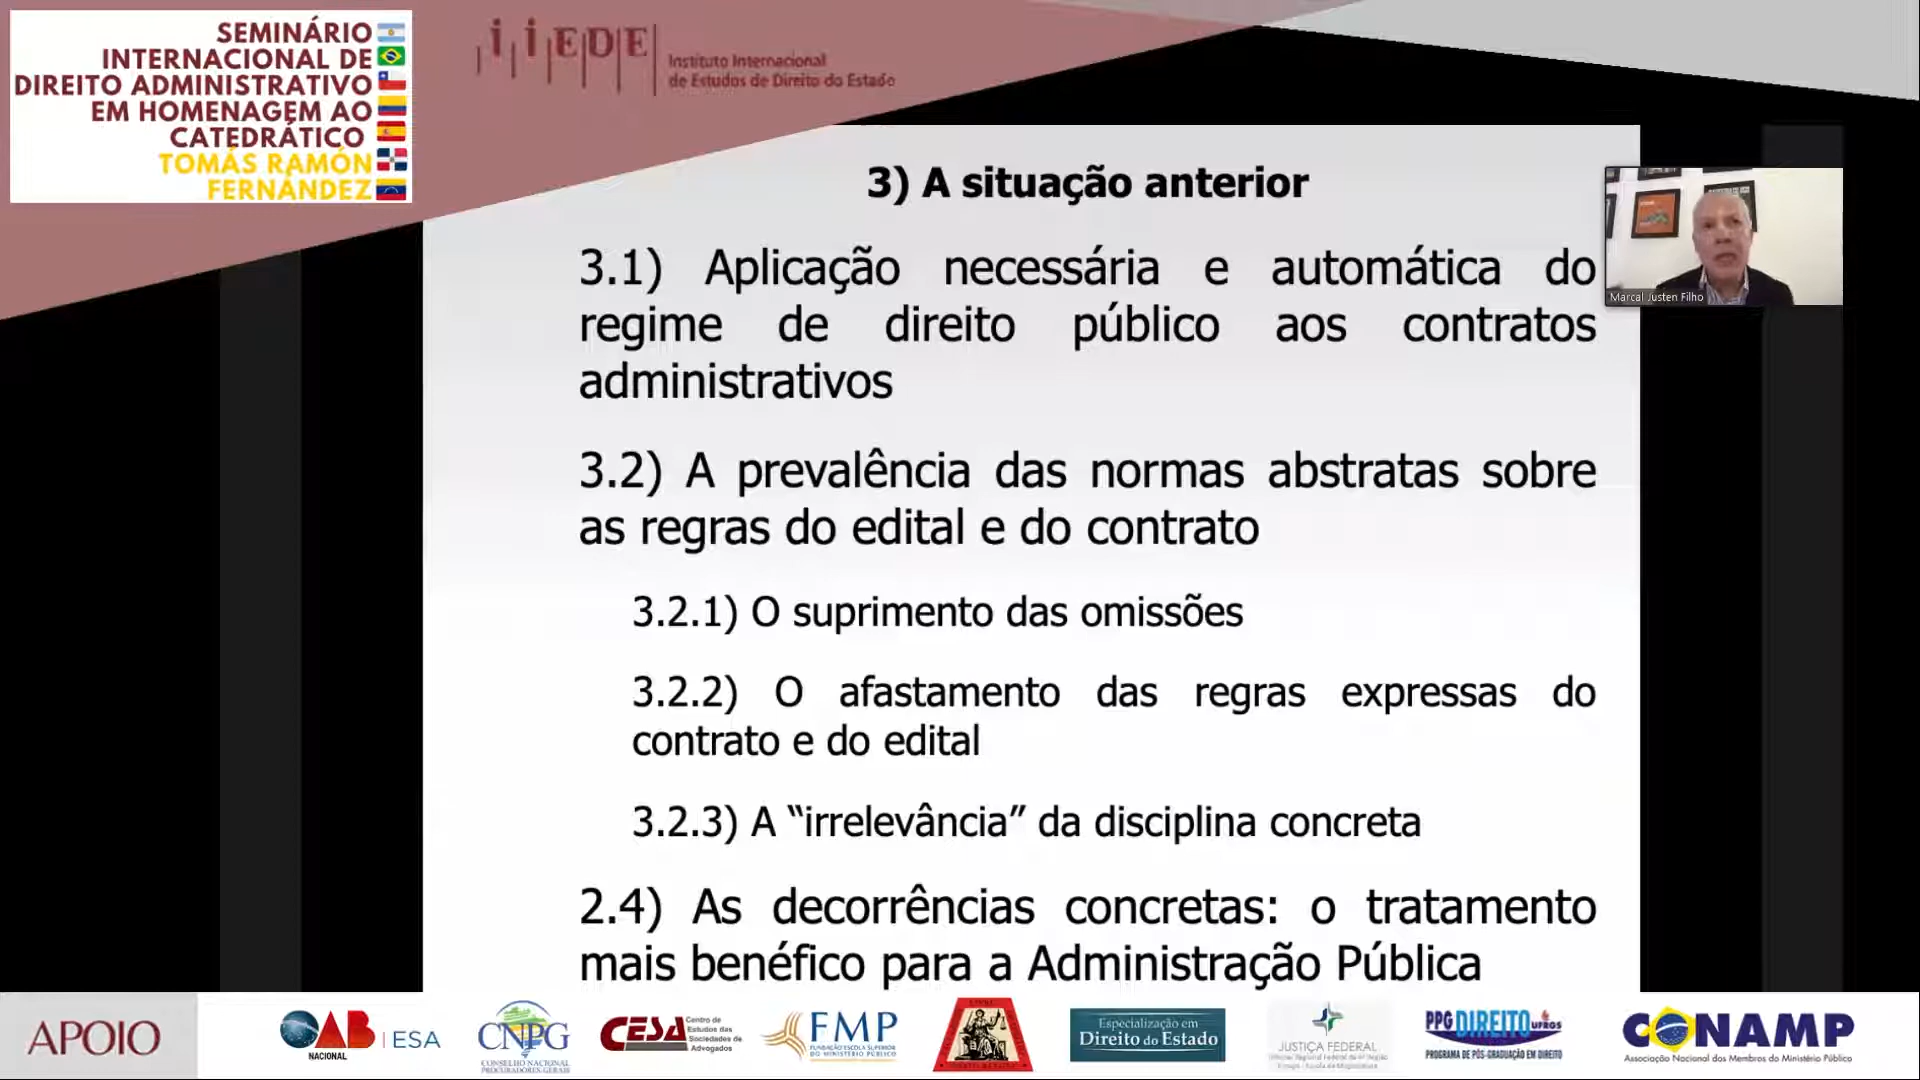 SEMINÁRIO
INTERNACIONAL DE
DIREITO ADMINISTRATIVO
EM HOMENAGEM AO
CATEDRÁTICO
TOMÁS RAMÓN
FERNÁNDEZ
iiEDE
Instituto Internacional
de Estudos de Direito do Estado
3) A situação anterior
3.1) Aplicação necessária e automática do
regime de direito público aos contratos
administrativos
3.2) A prevalência das normas abstratas sobre
as regras do edital e do contrato
3.2.1) O suprimento das omissões
3.2.2) O afastamento das regras expressas do
contrato e do edital
3.2.3) A “irrelevância” da disciplina concreta
2.4) As decorrências concretas: o tratamento
mais benéfico para a Administração Pública
Marcal Justen Filho
APOIO
OAB
NACIONAL
ESA
CNPG
CONSELHO NACIONAL
PROCURADORES-GERAIS
CESA
Centro de
Estudos das
Sociedades de
Advogados
FMP
FUNDAÇÃO ESCOLA SUPERIOR
DO MINISTÉRIO PÚBLICO
Especialização em
Direito do Estado
JUSTIÇA FEDERAL
PPG DIREITO UFRGS
PROGRAMA DE PÓS-GRADUAÇÃO EM DIREITO
CONAMP
Associação Nacional dos Membros do Ministério Público